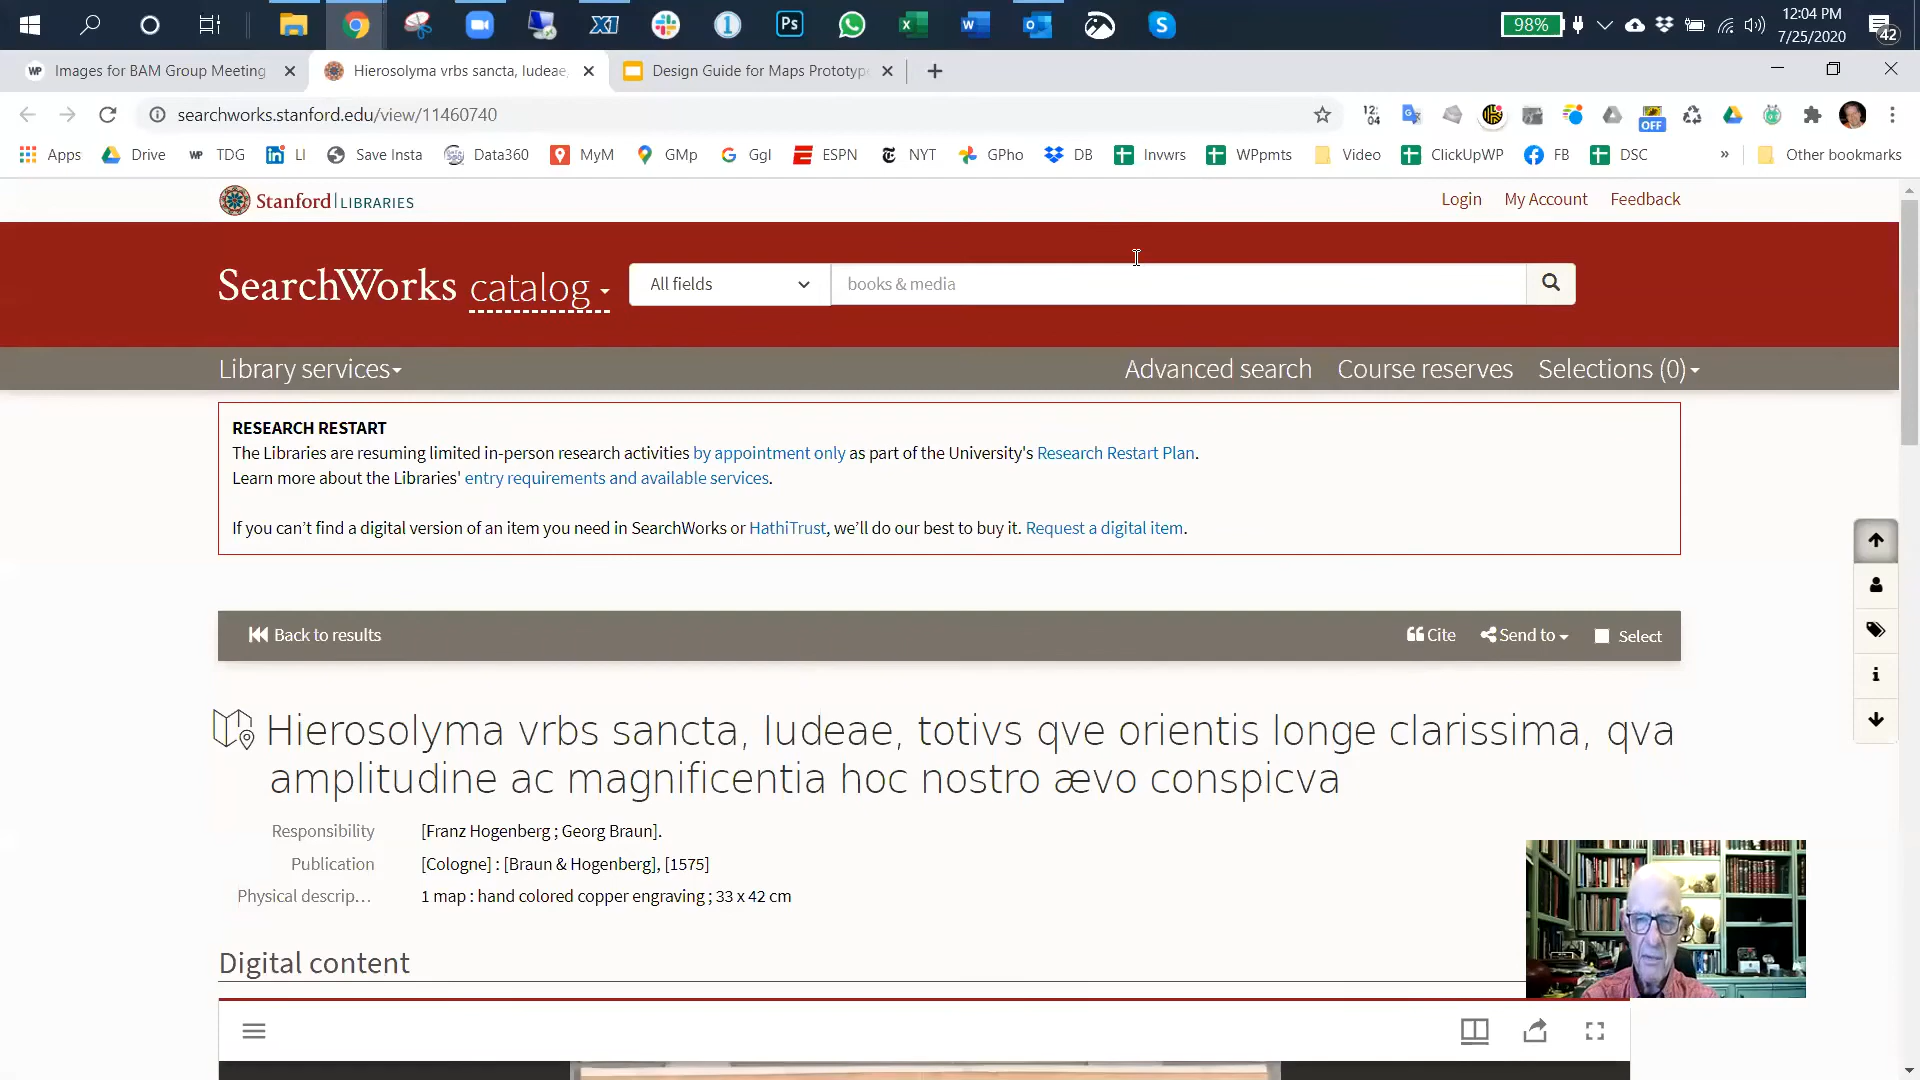 98%
12:04 PM
7/25/2020
42
WP Images for BAM Group Meeting
Hierosolyma vrbs sancta, Iudeae,
Design Guide for Maps Prototyp
searchworks.stanford.edu/view/11460740
12:
04
OFF
Apps Drive WP TDG LI Save Insta Data360 MyM GMp Ggl ESPN NYT GPho DB Invwrs WPpmts Video ClickUpWP FB DSC » Other bookmarks
Stanford | LIBRARIES
Login My Account Feedback
SearchWorks catalog
All fields
books & media
Library services
Advanced search Course reserves Selections (0)
RESEARCH RESTART
The Libraries are resuming limited in-person research activities by appointment only as part of the University's Research Restart Plan.
Learn more about the Libraries' entry requirements and available services.
If you can’t find a digital version of an item you need in SearchWorks or HathiTrust, we’ll do our best to buy it. Request a digital item.
Back to results
Cite Send to Select
Hierosolyma vrbs sancta, Iudeae, totivs qve orientis longe clarissima, qva
amplitudine ac magnificentia hoc nostro ævo conspicva
Responsibility [Franz Hogenberg ; Georg Braun].
Publication [Cologne] : [Braun & Hogenberg], [1575]
Physical descrip... 1 map : hand colored copper engraving ; 33 x 42 cm
Digital content